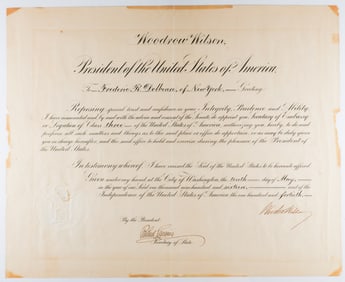 Woodrow Wilson,
President of the United States of America.
To Frederic R. Dolbeare, of New York, Greeting:
Reposing special trust and confidence in your Integrity, Prudence and Ability,
I have nominated and by and with the advice and consent of the Senate do appoint you Secretary of Embassy
or Legation of Class three of the United States of America authorizing you hereby to do and
perform all such matters and things as to the said place or office do appertain or as may be duly given
you in charge hereafter, and the said office to hold and exercise during the pleasure of the President of
the United States.
In testimony whereof, I have caused the Seal of the United States to be hereunto affixed.
Given under my hand at the City of Washington the tenth day of May,
in the year of our Lord one thousand nine hundred and sixteen, and of the
Independence of the United States of America the one hundred and fortieth.
Woodrow Wilson
By the President:
Robert Lansing
Secretary of State.